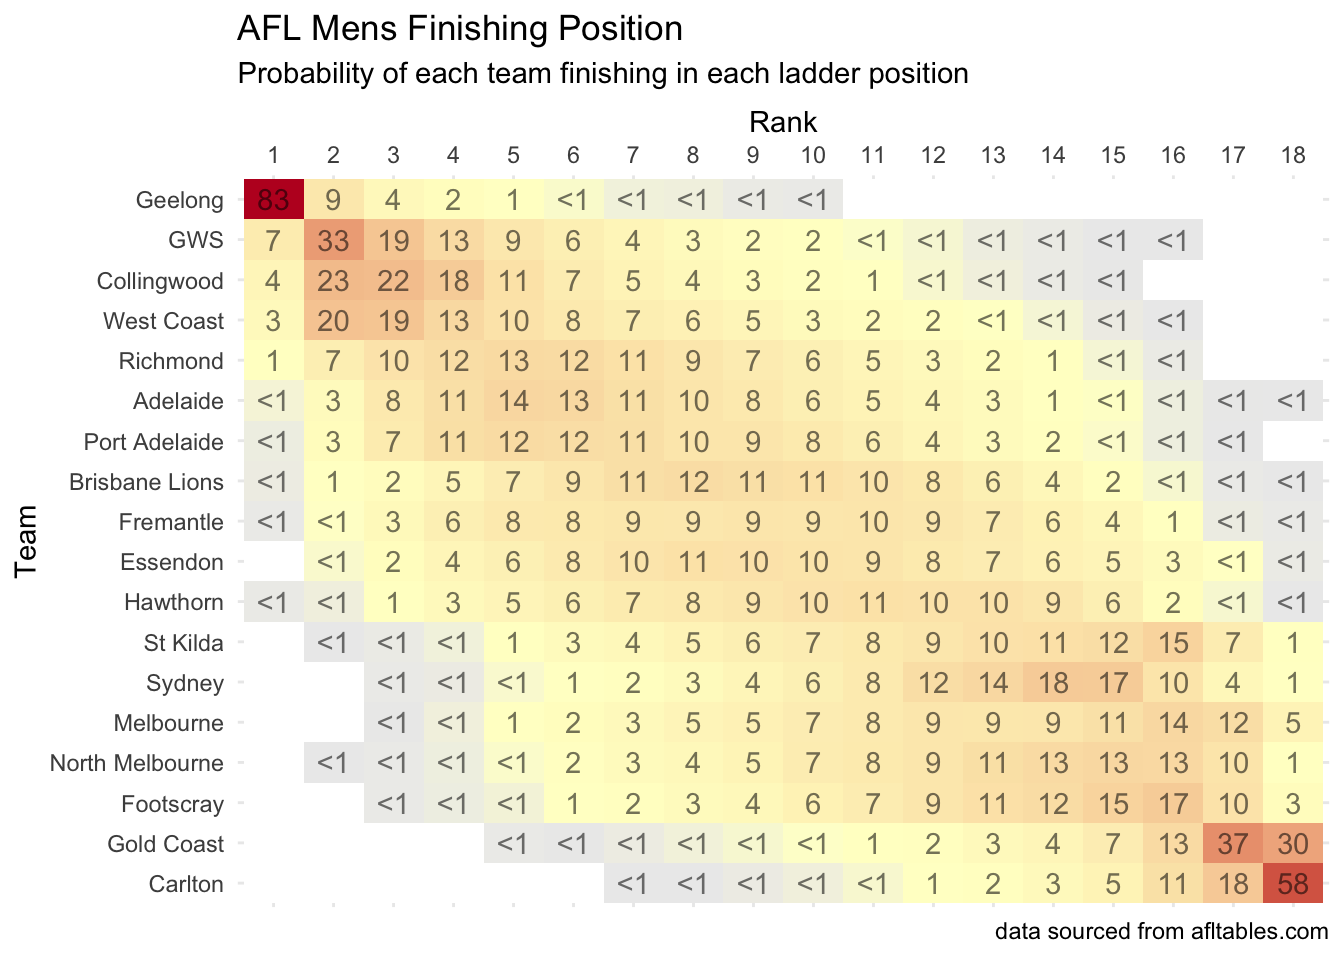 AFL Mens Finishing Position
Probability of each team finishing in each ladder position
Rank
1 2 3 4 5 6 7 8 9 10 11 12 13 14 15 16 17 18
Team
Geelong 83 9 4 2 1 <1 <1 <1 <1 <1
GWS 7 33 19 13 9 6 4 3 2 2 <1 <1 <1 <1 <1 <1
Collingwood 4 23 22 18 11 7 5 4 3 2 1 <1 <1 <1 <1
West Coast 3 20 19 13 10 8 7 6 5 3 2 2 <1 <1 <1 <1
Richmond 1 7 10 12 13 12 11 9 7 6 5 3 2 1 <1 <1
Adelaide <1 3 8 11 14 13 11 10 8 6 5 4 3 1 <1 <1 <1 <1
Port Adelaide <1 3 7 11 12 12 11 10 9 8 6 4 3 2 <1 <1 <1
Brisbane Lions <1 1 2 5 7 9 11 12 11 11 10 8 6 4 2 <1 <1 <1
Fremantle <1 <1 3 6 8 8 9 9 9 9 10 9 7 6 4 1 <1 <1
Essendon <1 2 4 6 8 10 11 10 10 9 8 7 6 5 3 <1 <1
Hawthorn <1 <1 1 3 5 6 7 8 9 10 11 10 10 9 6 2 <1 <1
St Kilda <1 <1 <1 1 3 4 5 6 7 8 9 10 11 12 15 7 1
Sydney <1 <1 <1 1 2 3 4 6 8 12 14 18 17 10 4 1
Melbourne <1 <1 1 2 3 5 5 7 8 9 9 9 11 14 12 5
North Melbourne <1 <1 <1 <1 2 3 4 5 7 8 9 11 13 13 13 10 1
Footscray <1 <1 <1 1 2 3 4 6 7 9 11 12 15 17 10 3
Gold Coast <1 <1 <1 <1 <1 <1 1 2 3 4 7 13 37 30
Carlton <1 <1 <1 <1 <1 1 2 3 5 11 18 58
data sourced from afltables.com